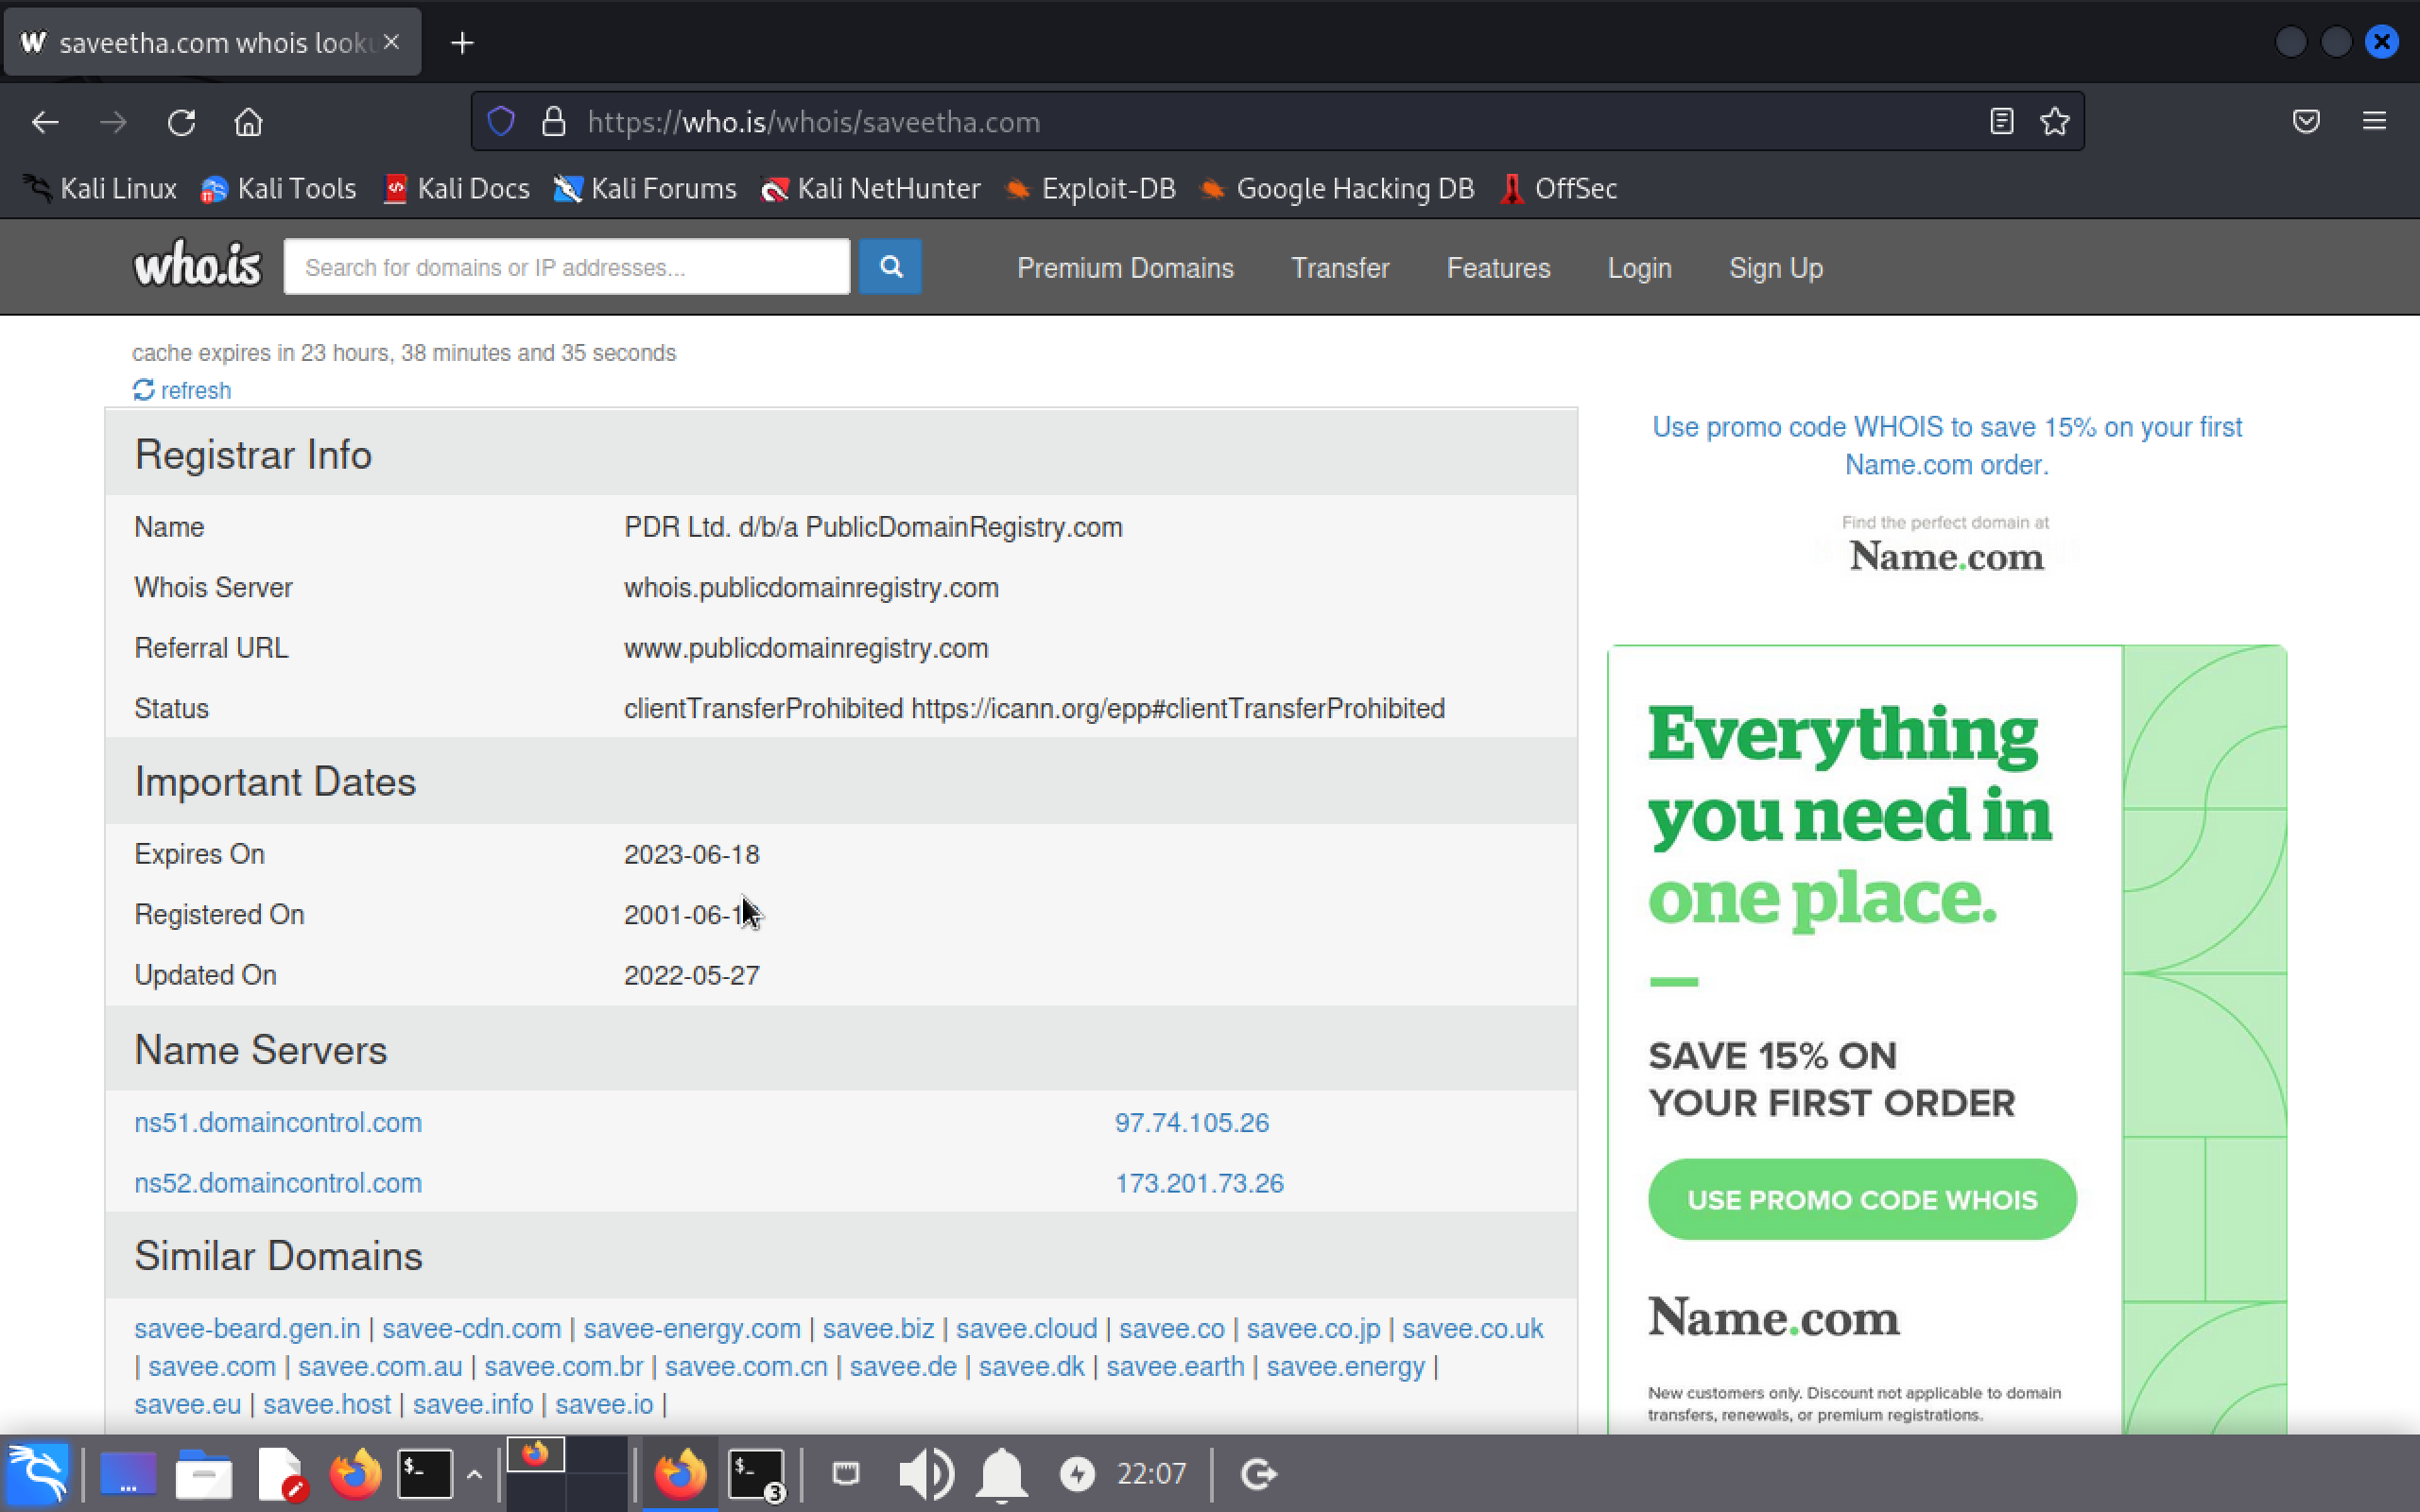 saveetha.com whois looku
https://who.is/whois/saveetha.com
Kali Linux Kali Tools Kali Docs Kali Forums Kali NetHunter Exploit-DB Google Hacking DB OffSec
who.is Search for domains or IP addresses... Premium Domains Transfer Features Login Sign Up
cache expires in 23 hours, 38 minutes and 35 seconds
refresh
Registrar Info
Name PDR Ltd. d/b/a PublicDomainRegistry.com
Whois Server whois.publicdomainregistry.com
Referral URL www.publicdomainregistry.com
Status clientTransferProhibited https://icann.org/epp#clientTransferProhibited
Important Dates
Expires On 2023-06-18
Registered On
Updated On 2022-05-27
Name Servers
ns51.domaincontrol.com 97.74.105.26
ns52.domaincontrol.com 173.201.73.26
Similar Domains
savee-beard.gen.in | savee-cdn.com | savee-energy.com | savee.biz | savee.cloud | savee.co | savee.co.jp | savee.co.uk
| savee.com | savee.com.au | savee.com.br | savee.com.cn | savee.de | savee.dk | savee.earth | savee.energy |
savee.eu | savee.host | savee.info | savee.io |
Use promo code WHOIS to save 15% on your first
Name.com order.
Find the perfect domain at
Name.com
Everything
you need in
one place.
SAVE 15% ON
YOUR FIRST ORDER
USE PROMO CODE WHOIS
Name.com
New customers only. Discount not applicable to domain
transfers, renewals, or premium registrations.
$_ $_ 3 22:07